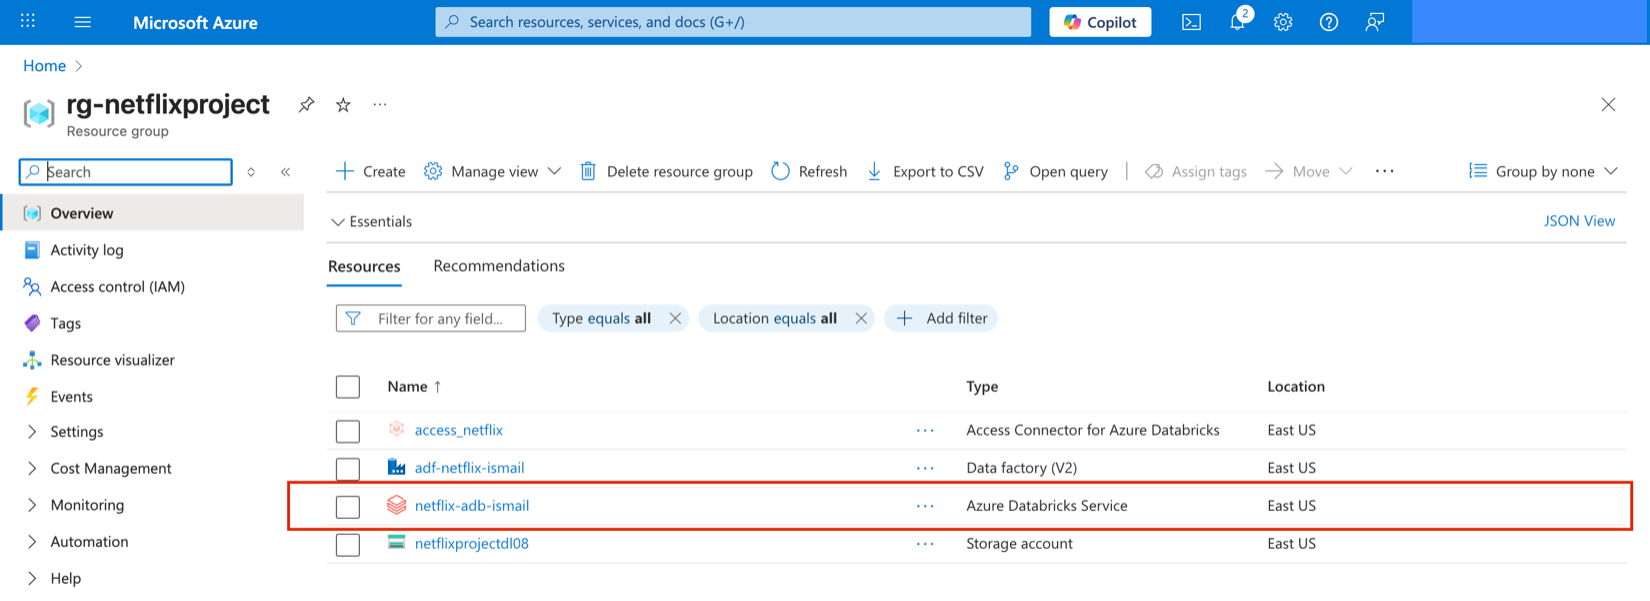 Microsoft Azure
Search resources, services, and docs (G+/)
Copilot
2
Home
rg-netflixproject
Resource group
Search
Create
Manage view
Delete resource group
Refresh
Export to CSV
Open query
Assign tags
Move
Group by none
Overview
Activity log
Access control (IAM)
Tags
Resource visualizer
Events
Settings
Cost Management
Monitoring
Automation
Help
Essentials
JSON View
Resources Recommendations
Filter for any field...
Type equals all
Location equals all
Add filter
Name ↑ Type Location
access_netflix ... Access Connector for Azure Databricks East US
adf-netflix-ismail ... Data factory (V2) East US
netflix-adb-ismail ... Azure Databricks Service East US
netflixprojectdl08 ... Storage account East US